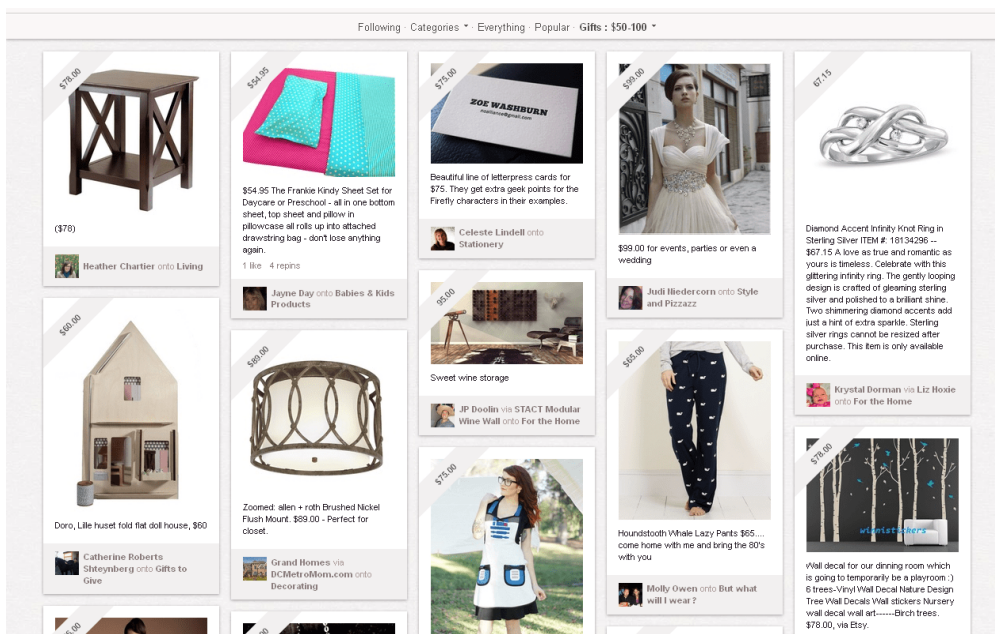 Following · Categories · Everything · Popular · Gifts : $50-100
$78.00
($78)
Heather Chartier onto Living
$60.00
Doro, Lille huset fold flat doll house, $60
Catherine Roberts
Shteynberg onto Gifts to
Give
$54.95
$54.95 The Frankie Kindy Sheet Set for
Daycare or Preschool - all in one bottom
sheet, top sheet and pillow in
pillowcase all rolls up into attached
drawstring bag - don't lose anything
again.
1 like 4 repins
Jayne Day onto Babies & Kids
Products
$89.00
Zoomed: allen + roth Brushed Nickel
Flush Mount. $89.00 - Perfect for
closet.
Grand Homes via
DCMetroMom.com onto
Decorating
$75.00
ZOE WASHBURN
Beautiful line of letterpress cards for
$75. They get extra geek points for the
Firefly characters in their examples.
Celeste Lindell onto
Stationery
95.00
Sweet wine storage
JP Doolin via STACT Modular
Wine Wall onto For the Home
$75.00
$99.00
$99.00 for events, parties or even a
wedding
Judi Niedercorn onto Style
and Pizzazz
$65.00
Houndstooth Whale Lazy Pants $65....
come home with me and bring the 80's
with you
Molly Owen onto But what
will I wear?
67.15
Diamond Accent Infinity Knot Ring in
Sterling Silver ITEM #: 18134296 --
$67.15 A love as true and romantic as
yours is timeless. Celebrate with this
glittering infinity ring. The gently looping
design is crafted of gleaming sterling
silver and polished to a brilliant shine.
Two shimmering diamond accents add
just a hint of extra sparkle. Sterling
silver rings cannot be resized after
purchase. This item is only available
online.
Krystal Dorman via Liz Hoxie
onto For the Home
$78.00
Wall decal for our dinning room which
is going to temporarily be a playroom :)
6 trees-Vinyl Wall Decal Nature Design
Tree Wall Decals Wall stickers Nursery
wall decal wall art------Birch trees.
$78.00, via Etsy.